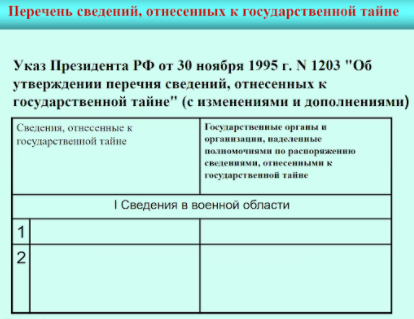 Перечень сведений, отнесенных к государственной тайне
Указ Президента РФ от 30 ноября 1995 г. N 1203 "Об
утверждении перечня сведений, отнесенных к
государственной тайне" (с изменениями и дополнениями)
Сведения, отнесенные к
государственной тайне
Государственные органы и
организации, наделенные
полномочиями по распоряжению
сведениями, отнесенными к
государственной тайне
I Сведения в военной области
1
2